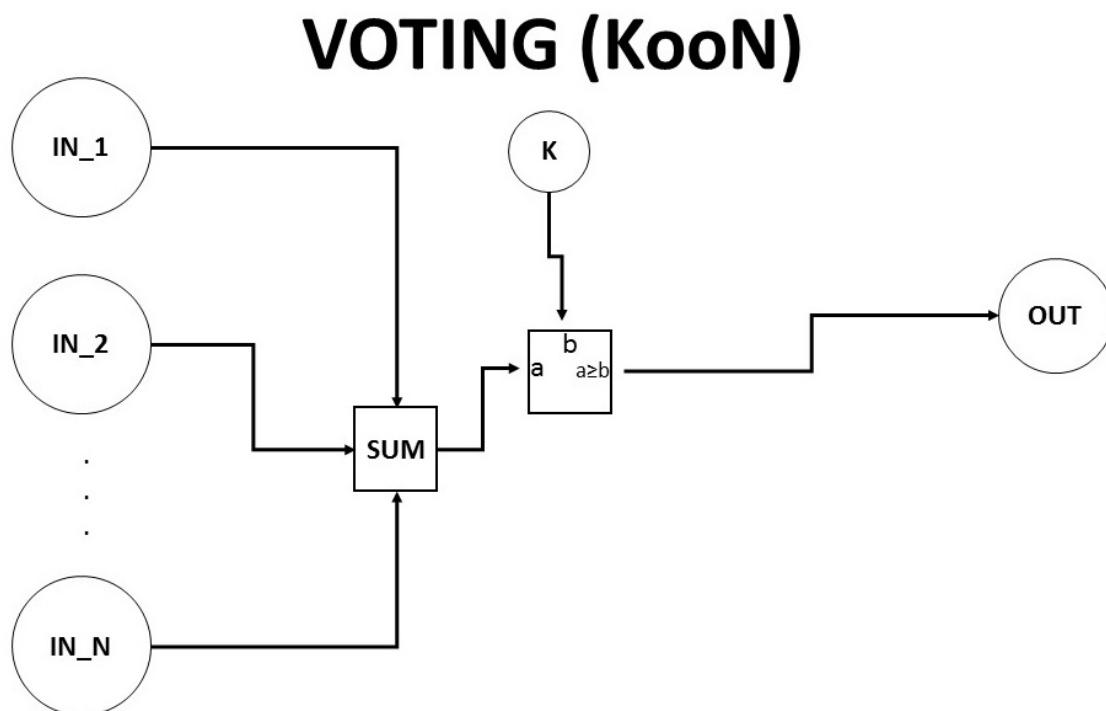 VOTING (KooN)
IN_1
K
IN_2
OUT
b
a
a≥b
SUM
.
.
.
IN_N